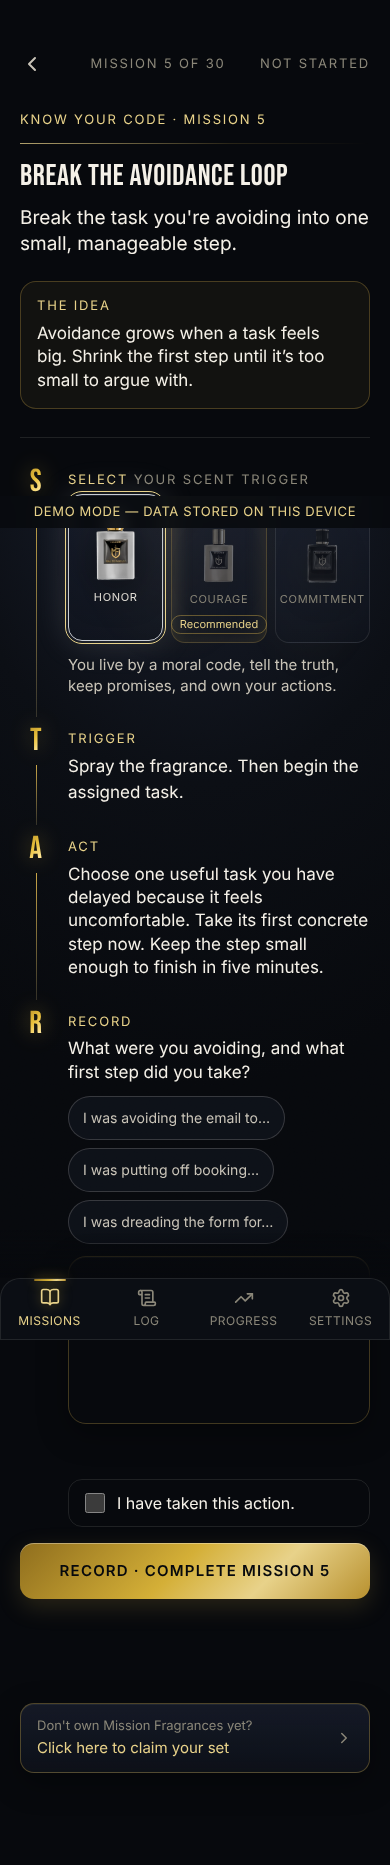 MISSION 5 OF 30 NOT STARTED
KNOW YOUR CODE · MISSION 5
BREAK THE AVOIDANCE LOOP
Break the task you're avoiding into one
small, manageable step.
THE IDEA
Avoidance grows when a task feels
big. Shrink the first step until it’s too
small to argue with.
S
SELECT YOUR SCENT TRIGGER
DEMO MODE — DATA STORED ON THIS DEVICE
HONOR
COURAGE
COMMITMENT
Recommended
You live by a moral code, tell the truth,
keep promises, and own your actions.
T
TRIGGER
Spray the fragrance. Then begin the
assigned task.
A
ACT
Choose one useful task you have
delayed because it feels
uncomfortable. Take its first concrete
step now. Keep the step small
enough to finish in five minutes.
R
RECORD
What were you avoiding, and what
first step did you take?
I was avoiding the email to...
I was putting off booking...
I was dreading the form for...
MISSIONS
LOG
PROGRESS
SETTINGS
I have taken this action.
RECORD · COMPLETE MISSION 5
Don't own Mission Fragrances yet?
Click here to claim your set